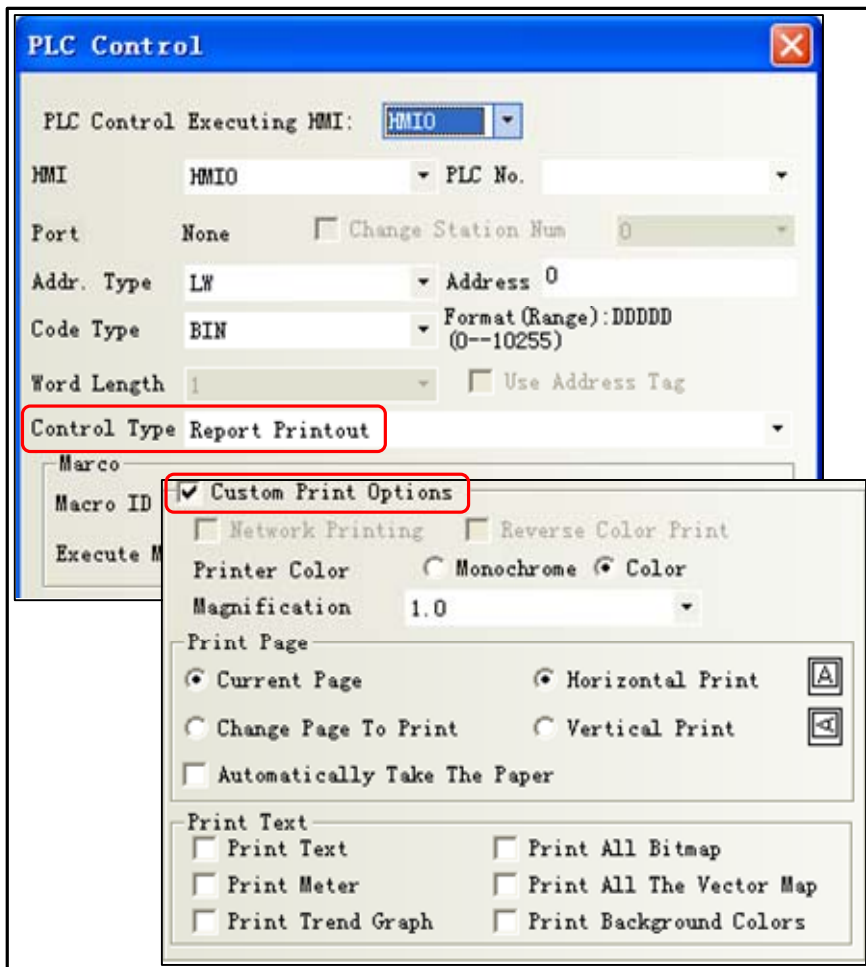 PLC Control
PLC Control Executing HMI: HMI0
HMI HMI0 PLC No.
Port None Change Station Num 0
Addr. Type LW Address 0
Code Type BIN Format(Range):DDDDD
(0--10255)
Word Length 1 Use Address Tag
Control Type Report Printout
Marco
Macro ID
Execute M
Custom Print Options
Network Printing Reverse Color Print
Printer Color Monochrome Color
Magnification 1.0
Print Page
Current Page Horizontal Print A
Change Page To Print Vertical Print A
Automatically Take The Paper
Print Text
Print Text Print All Bitmap
Print Meter Print All The Vector Map
Print Trend Graph Print Background Colors